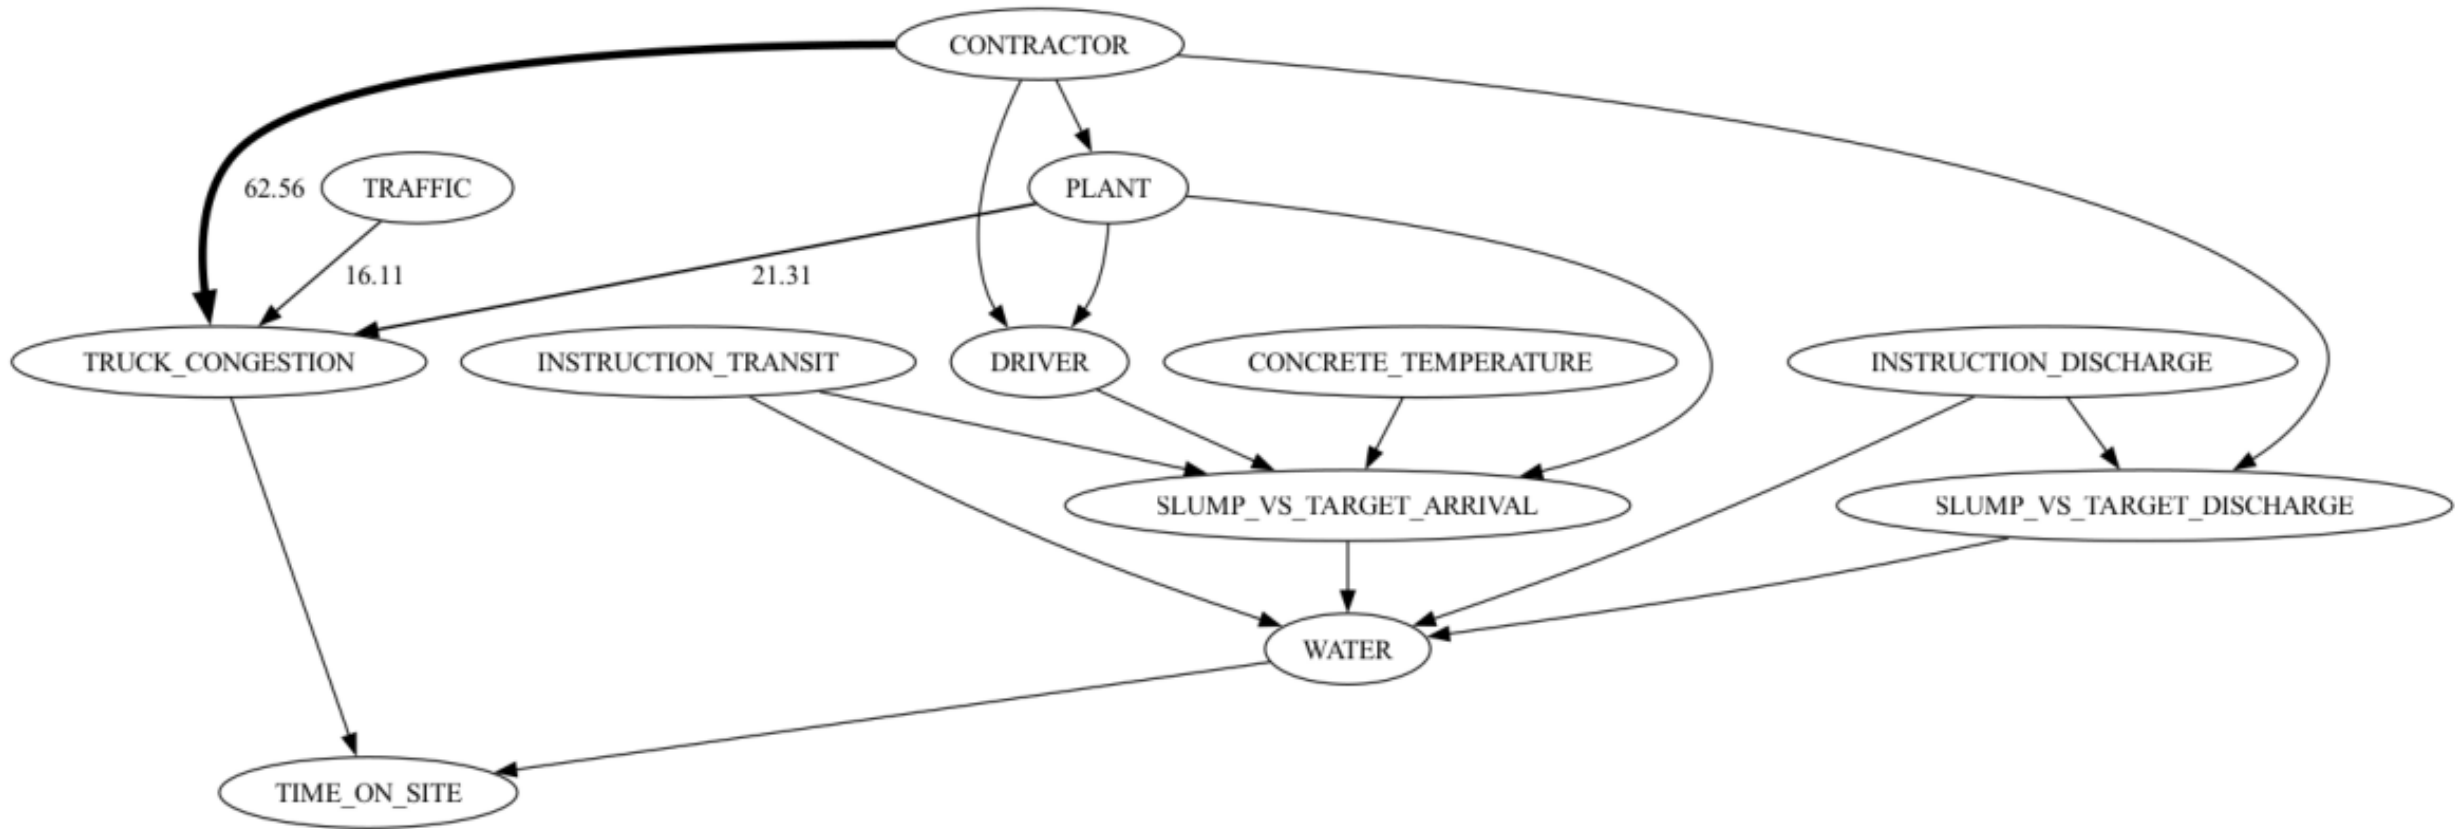 CONTRACTOR
62.56
TRAFFIC
PLANT
16.11
21.31
TRUCK_CONGESTION
INSTRUCTION_TRANSIT
DRIVER
CONCRETE_TEMPERATURE
INSTRUCTION_DISCHARGE
SLUMP_VS_TARGET_ARRIVAL
SLUMP_VS_TARGET_DISCHARGE
WATER
TIME_ON_SITE